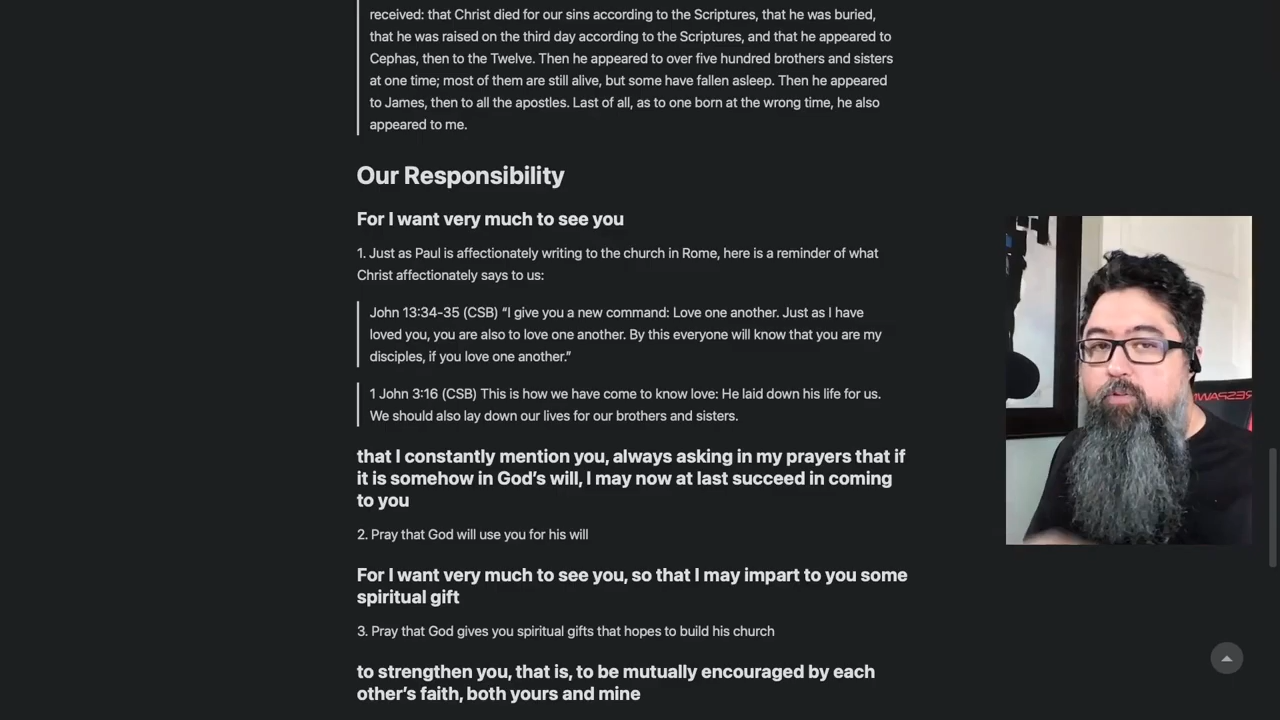 received: that Christ died for our sins according to the Scriptures, that he was buried,
that he was raised on the third day according to the Scriptures, and that he appeared to
Cephas, then to the Twelve. Then he appeared to over five hundred brothers and sisters
at one time; most of them are still alive, but some have fallen asleep. Then he appeared
to James, then to all the apostles. Last of all, as to one born at the wrong time, he also
appeared to me.
Our Responsibility
For I want very much to see you
1. Just as Paul is affectionately writing to the church in Rome, here is a reminder of what
Christ affectionately says to us:
John 13:34-35 (CSB) “I give you a new command: Love one another. Just as I have
loved you, you are also to love one another. By this everyone will know that you are my
disciples, if you love one another.”
1 John 3:16 (CSB) This is how we have come to know love: He laid down his life for us.
We should also lay down our lives for our brothers and sisters.
that I constantly mention you, always asking in my prayers that if
it is somehow in God’s will, I may now at last succeed in coming
to you
2. Pray that God will use you for his will
For I want very much to see you, so that I may impart to you some
spiritual gift
3. Pray that God gives you spiritual gifts that hopes to build his church
to strengthen you, that is, to be mutually encouraged by each
other’s faith, both yours and mine
RESPAWN